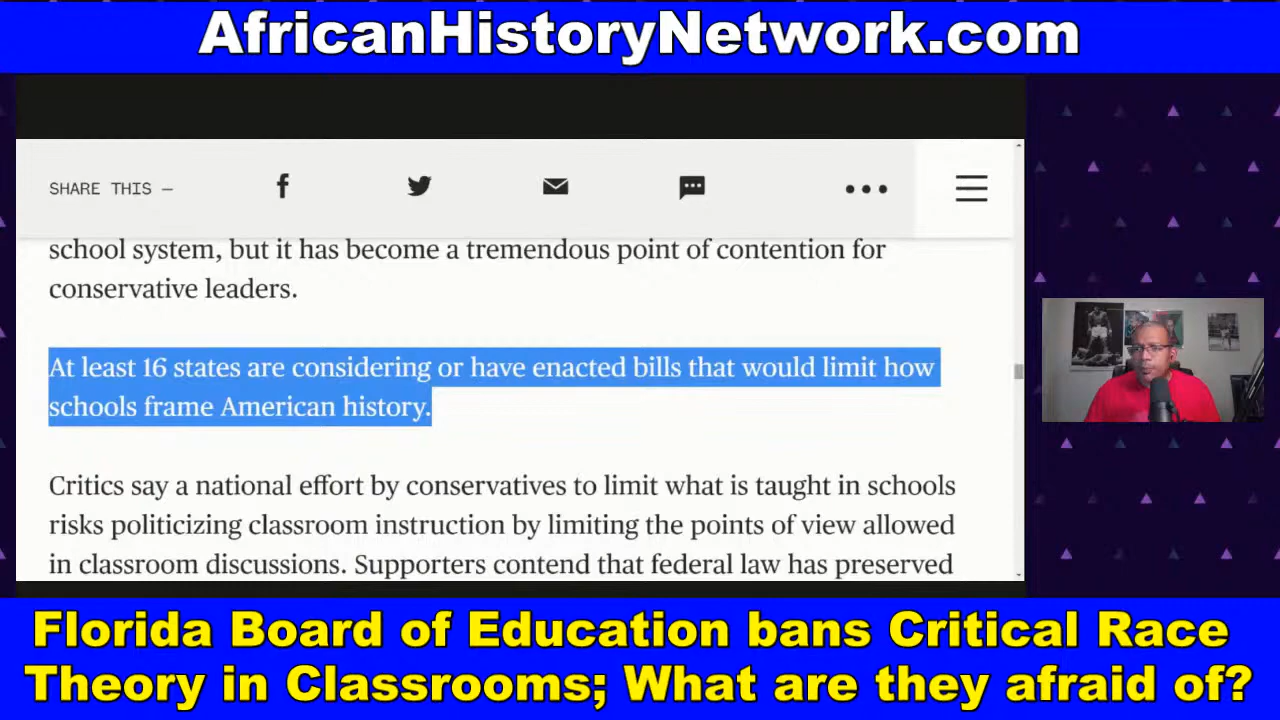 AfricanHistoryNetwork.com
SHARE THIS —
school system, but it has become a tremendous point of contention for
conservative leaders.
At least 16 states are considering or have enacted bills that would limit how
schools frame American history.
Critics say a national effort by conservatives to limit what is taught in schools
risks politicizing classroom instruction by limiting the points of view allowed
in classroom discussions. Supporters contend that federal law has preserved
Florida Board of Education bans Critical Race
Theory in Classrooms; What are they afraid of?